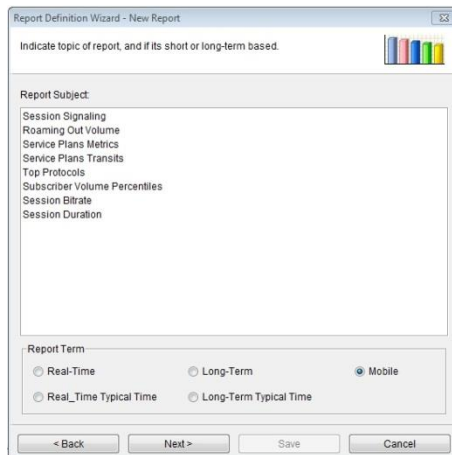 Report Definition Wizard - New Report
Indicate topic of report, and if its short or long-term based.
Report Subject:
Session Signaling
Roaming Out Volume
Service Plans Metrics
Service Plans Transits
Top Protocols
Subscriber Volume Percentiles
Session Bitrate
Session Duration
Report Term
Real-Time Long-Term Mobile
Real_Time Typical Time Long-Term Typical Time
< Back Next > Save Cancel